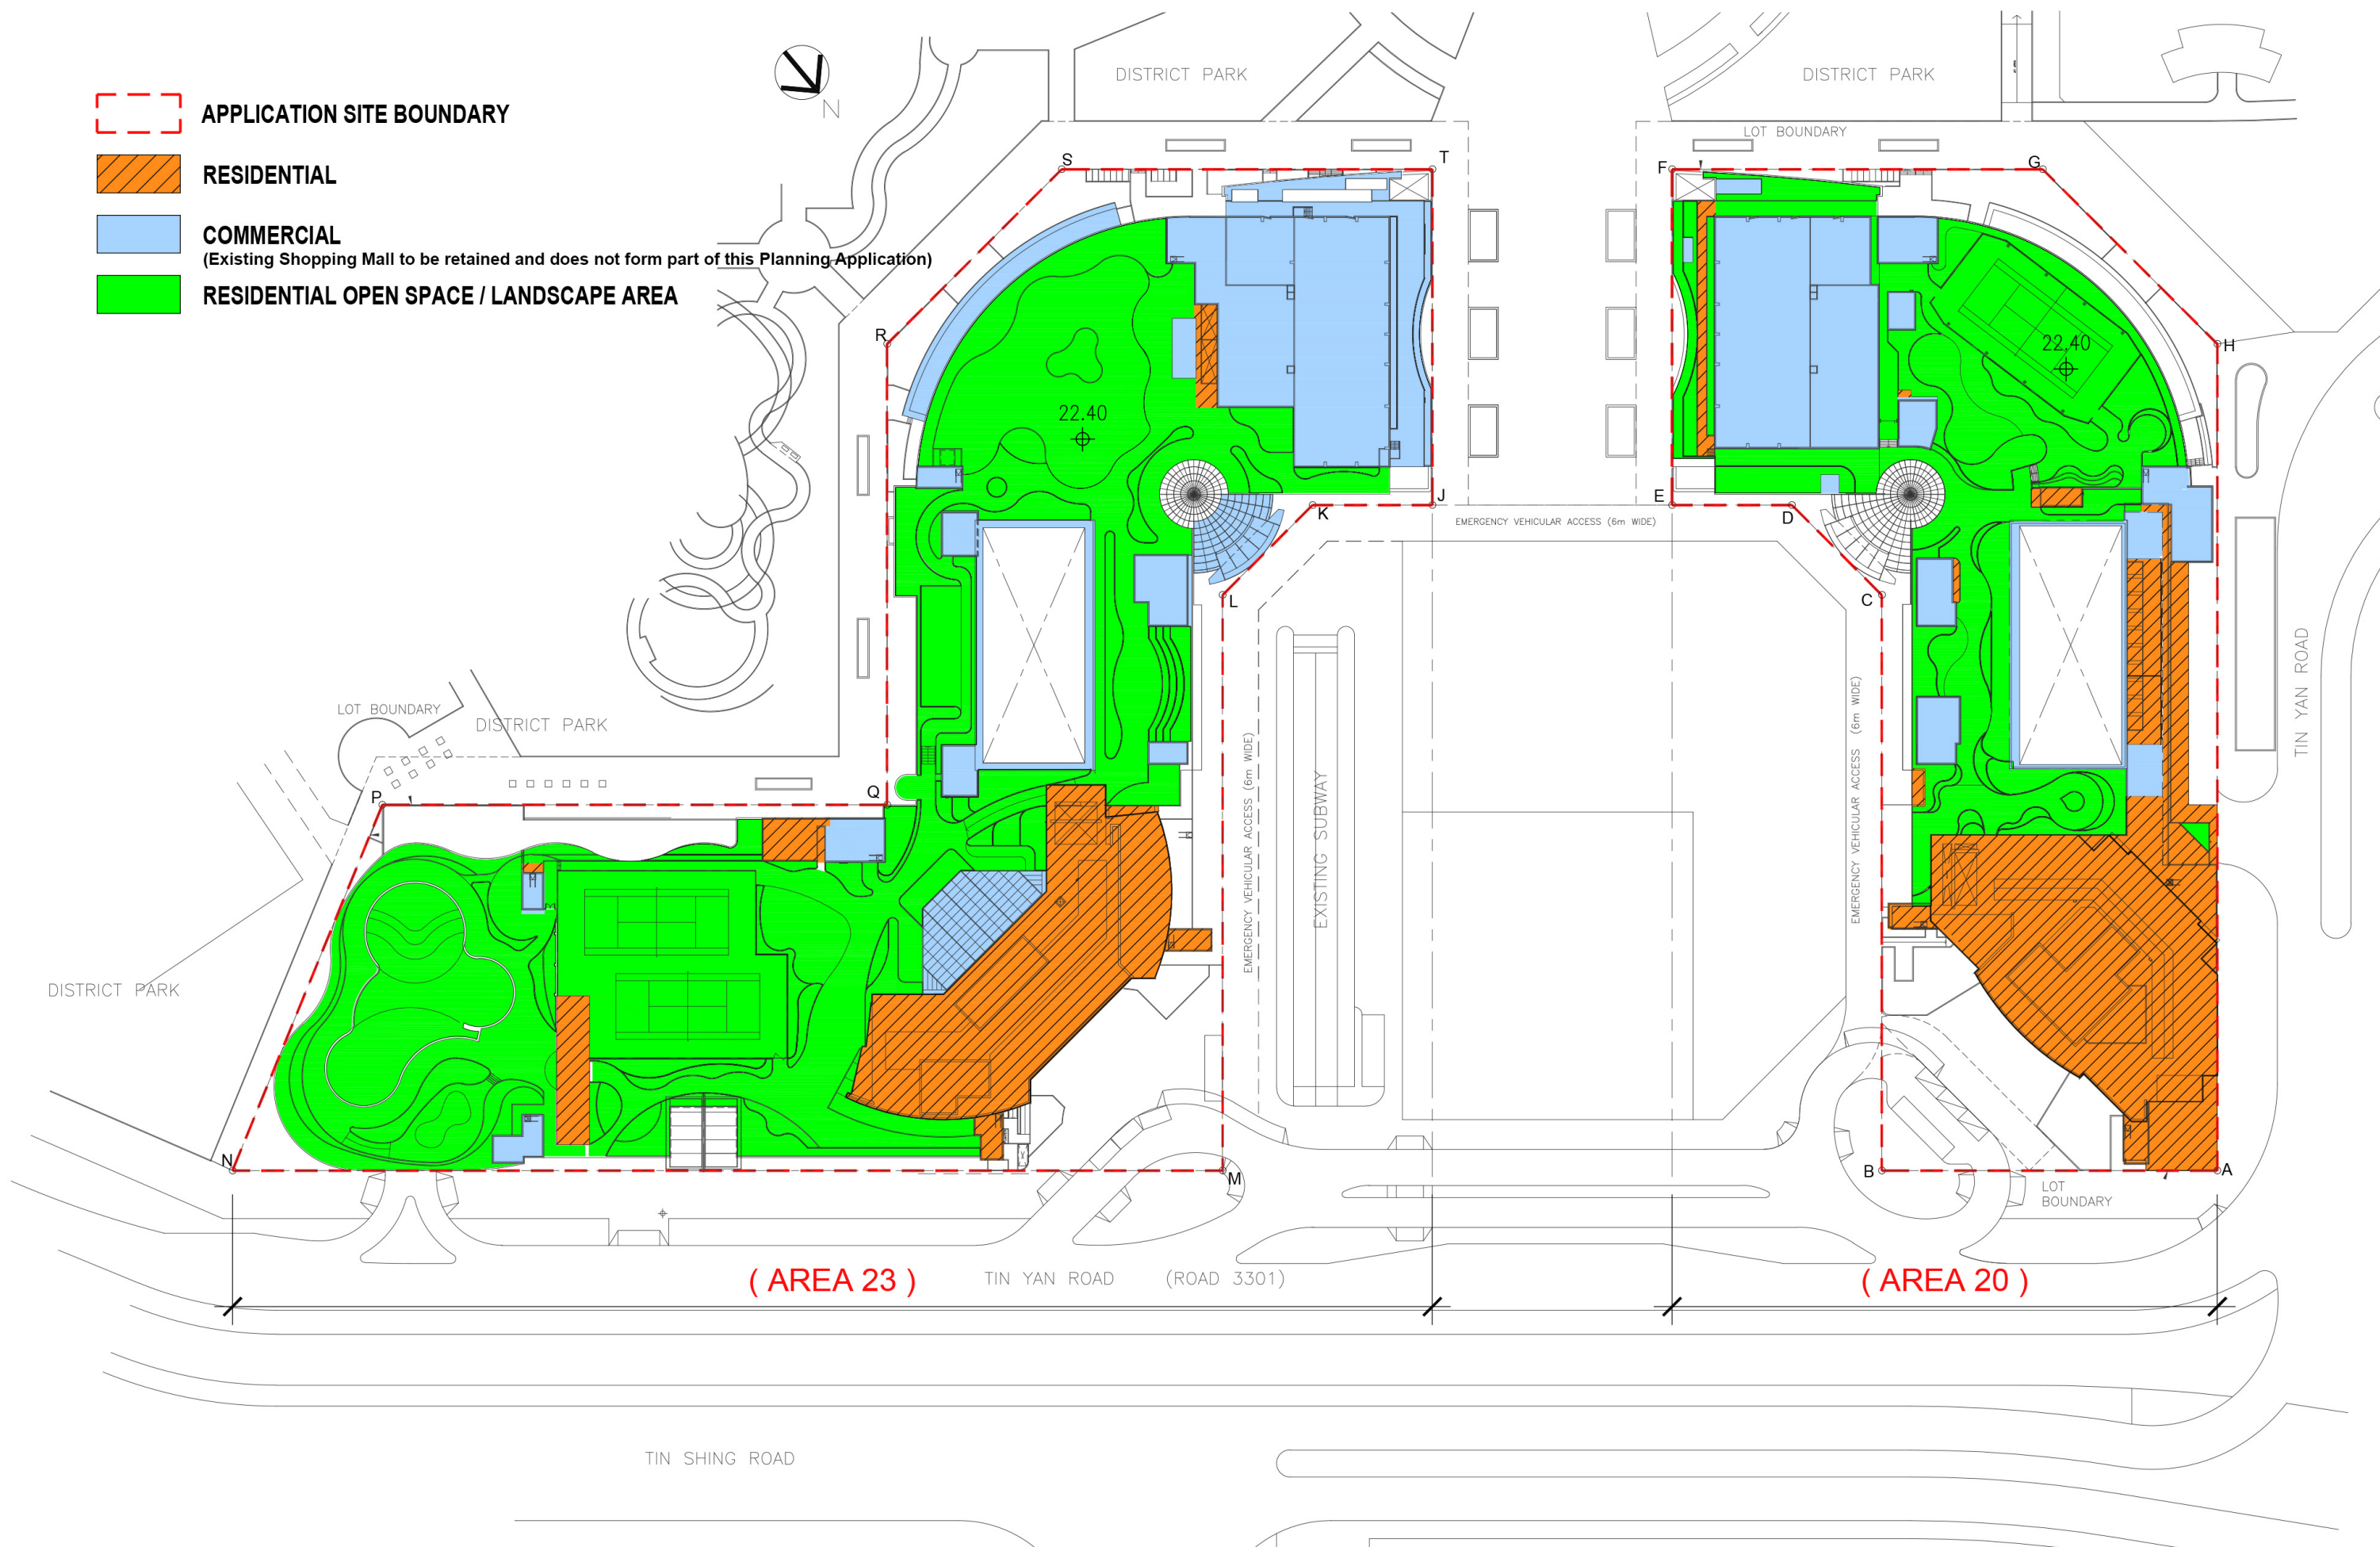 DISTRICT PARK
DISTRICT PARK
N
APPLICATION SITE BOUNDARY
LOT BOUNDARY
RESIDENTIAL
S
T
F
G
COMMERCIAL
(Existing Shopping Mall to be retained and does not form part of this Planning Application)
RESIDENTIAL OPEN SPACE / LANDSCAPE AREA
R
22.40
H
22.40
K
J
E
D
EMERGENCY VEHICULAR ACCESS (6m WIDE)
L
C
TIN YAN ROAD
LOT BOUNDARY
DISTRICT PARK
EMERGENCY VEHICULAR ACCESS (6m WIDE)
EXISTING SUBWAY
EMERGENCY VEHICULAR ACCESS (6m WIDE)
P
Q
DISTRICT PARK
N
M
B
A
LOT
BOUNDARY
( AREA 23 )
TIN YAN ROAD (ROAD 3301)
( AREA 20 )
TIN SHING ROAD